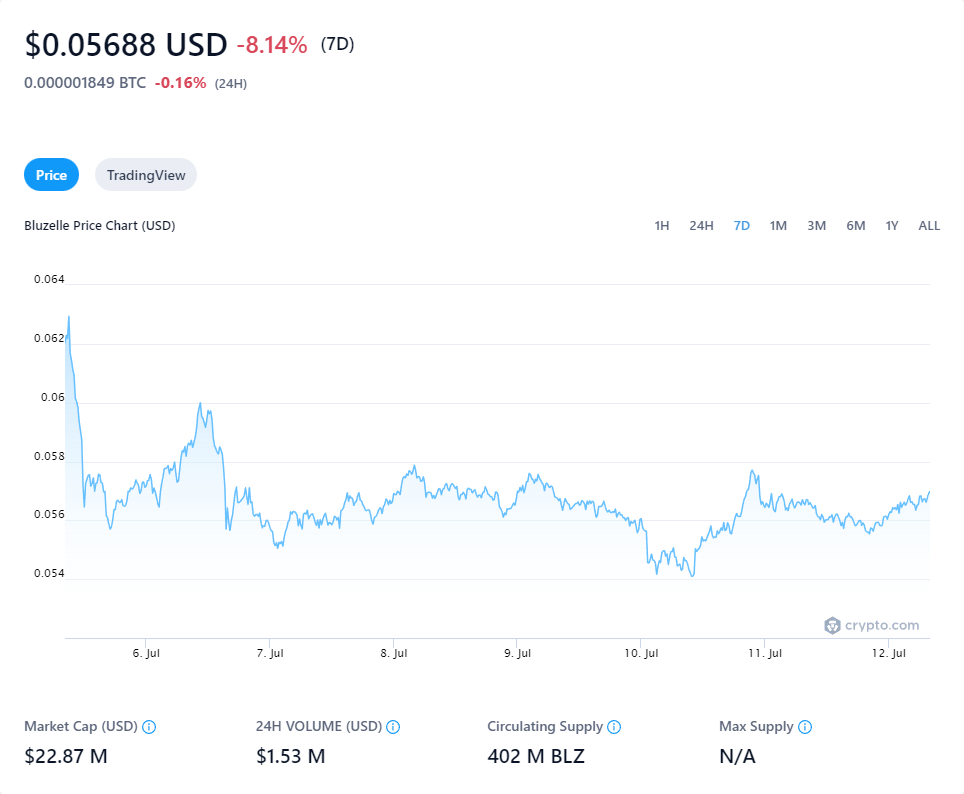 $0.05688 USD -8.14% (7D)
0.000001849 BTC -0.16% (24H)
Price TradingView
Bluzelle Price Chart (USD) 1H 24H 7D 1M 3M 6M 1Y ALL
0.064
0.062
0.06
0.058
0.056
0.054
crypto.com
6. Jul 7. Jul 8. Jul 9. Jul 10. Jul 11. Jul 12. Jul
Market Cap (USD) 24H VOLUME (USD) Circulating Supply Max Supply
$22.87 M $1.53 M 402 M BLZ N/A